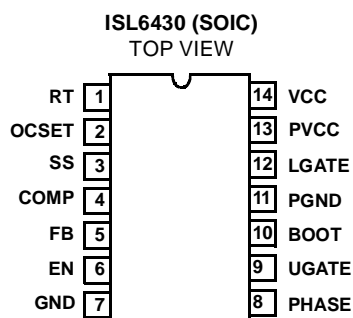 ISL6430 (SOIC)
TOP VIEW
RT 1 14 VCC
OCSET 2 13 PVCC
SS 3 12 LGATE
COMP 4 11 PGND
FB 5 10 BOOT
EN 6 9 UGATE
GND 7 8 PHASE